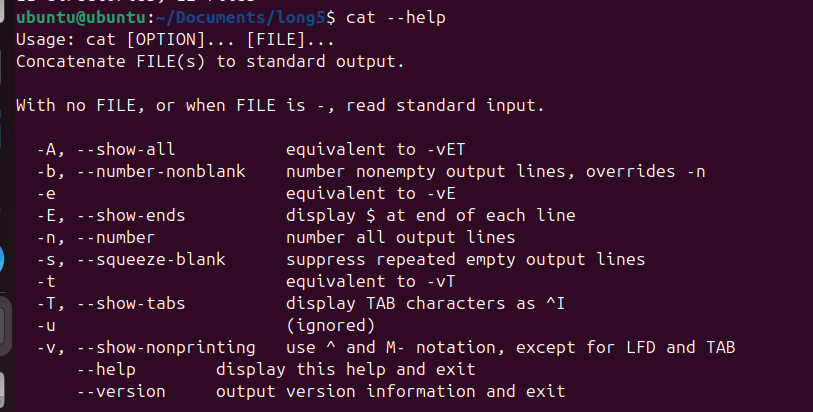 ubuntu@ubuntu:~/Documents/long5$ cat --help
Usage: cat [OPTION]... [FILE]...
Concatenate FILE(s) to standard output.

With no FILE, or when FILE is -, read standard input.

  -A, --show-all           equivalent to -vET
  -b, --number-nonblank    number nonempty output lines, overrides -n
  -e                       equivalent to -vE
  -E, --show-ends          display $ at end of each line
  -n, --number             number all output lines
  -s, --squeeze-blank      suppress repeated empty output lines
  -t                       equivalent to -vT
  -T, --show-tabs          display TAB characters as ^I
  -u                       (ignored)
  -v, --show-nonprinting   use ^ and M- notation, except for LFD and TAB
      --help        display this help and exit
      --version     output version information and exit